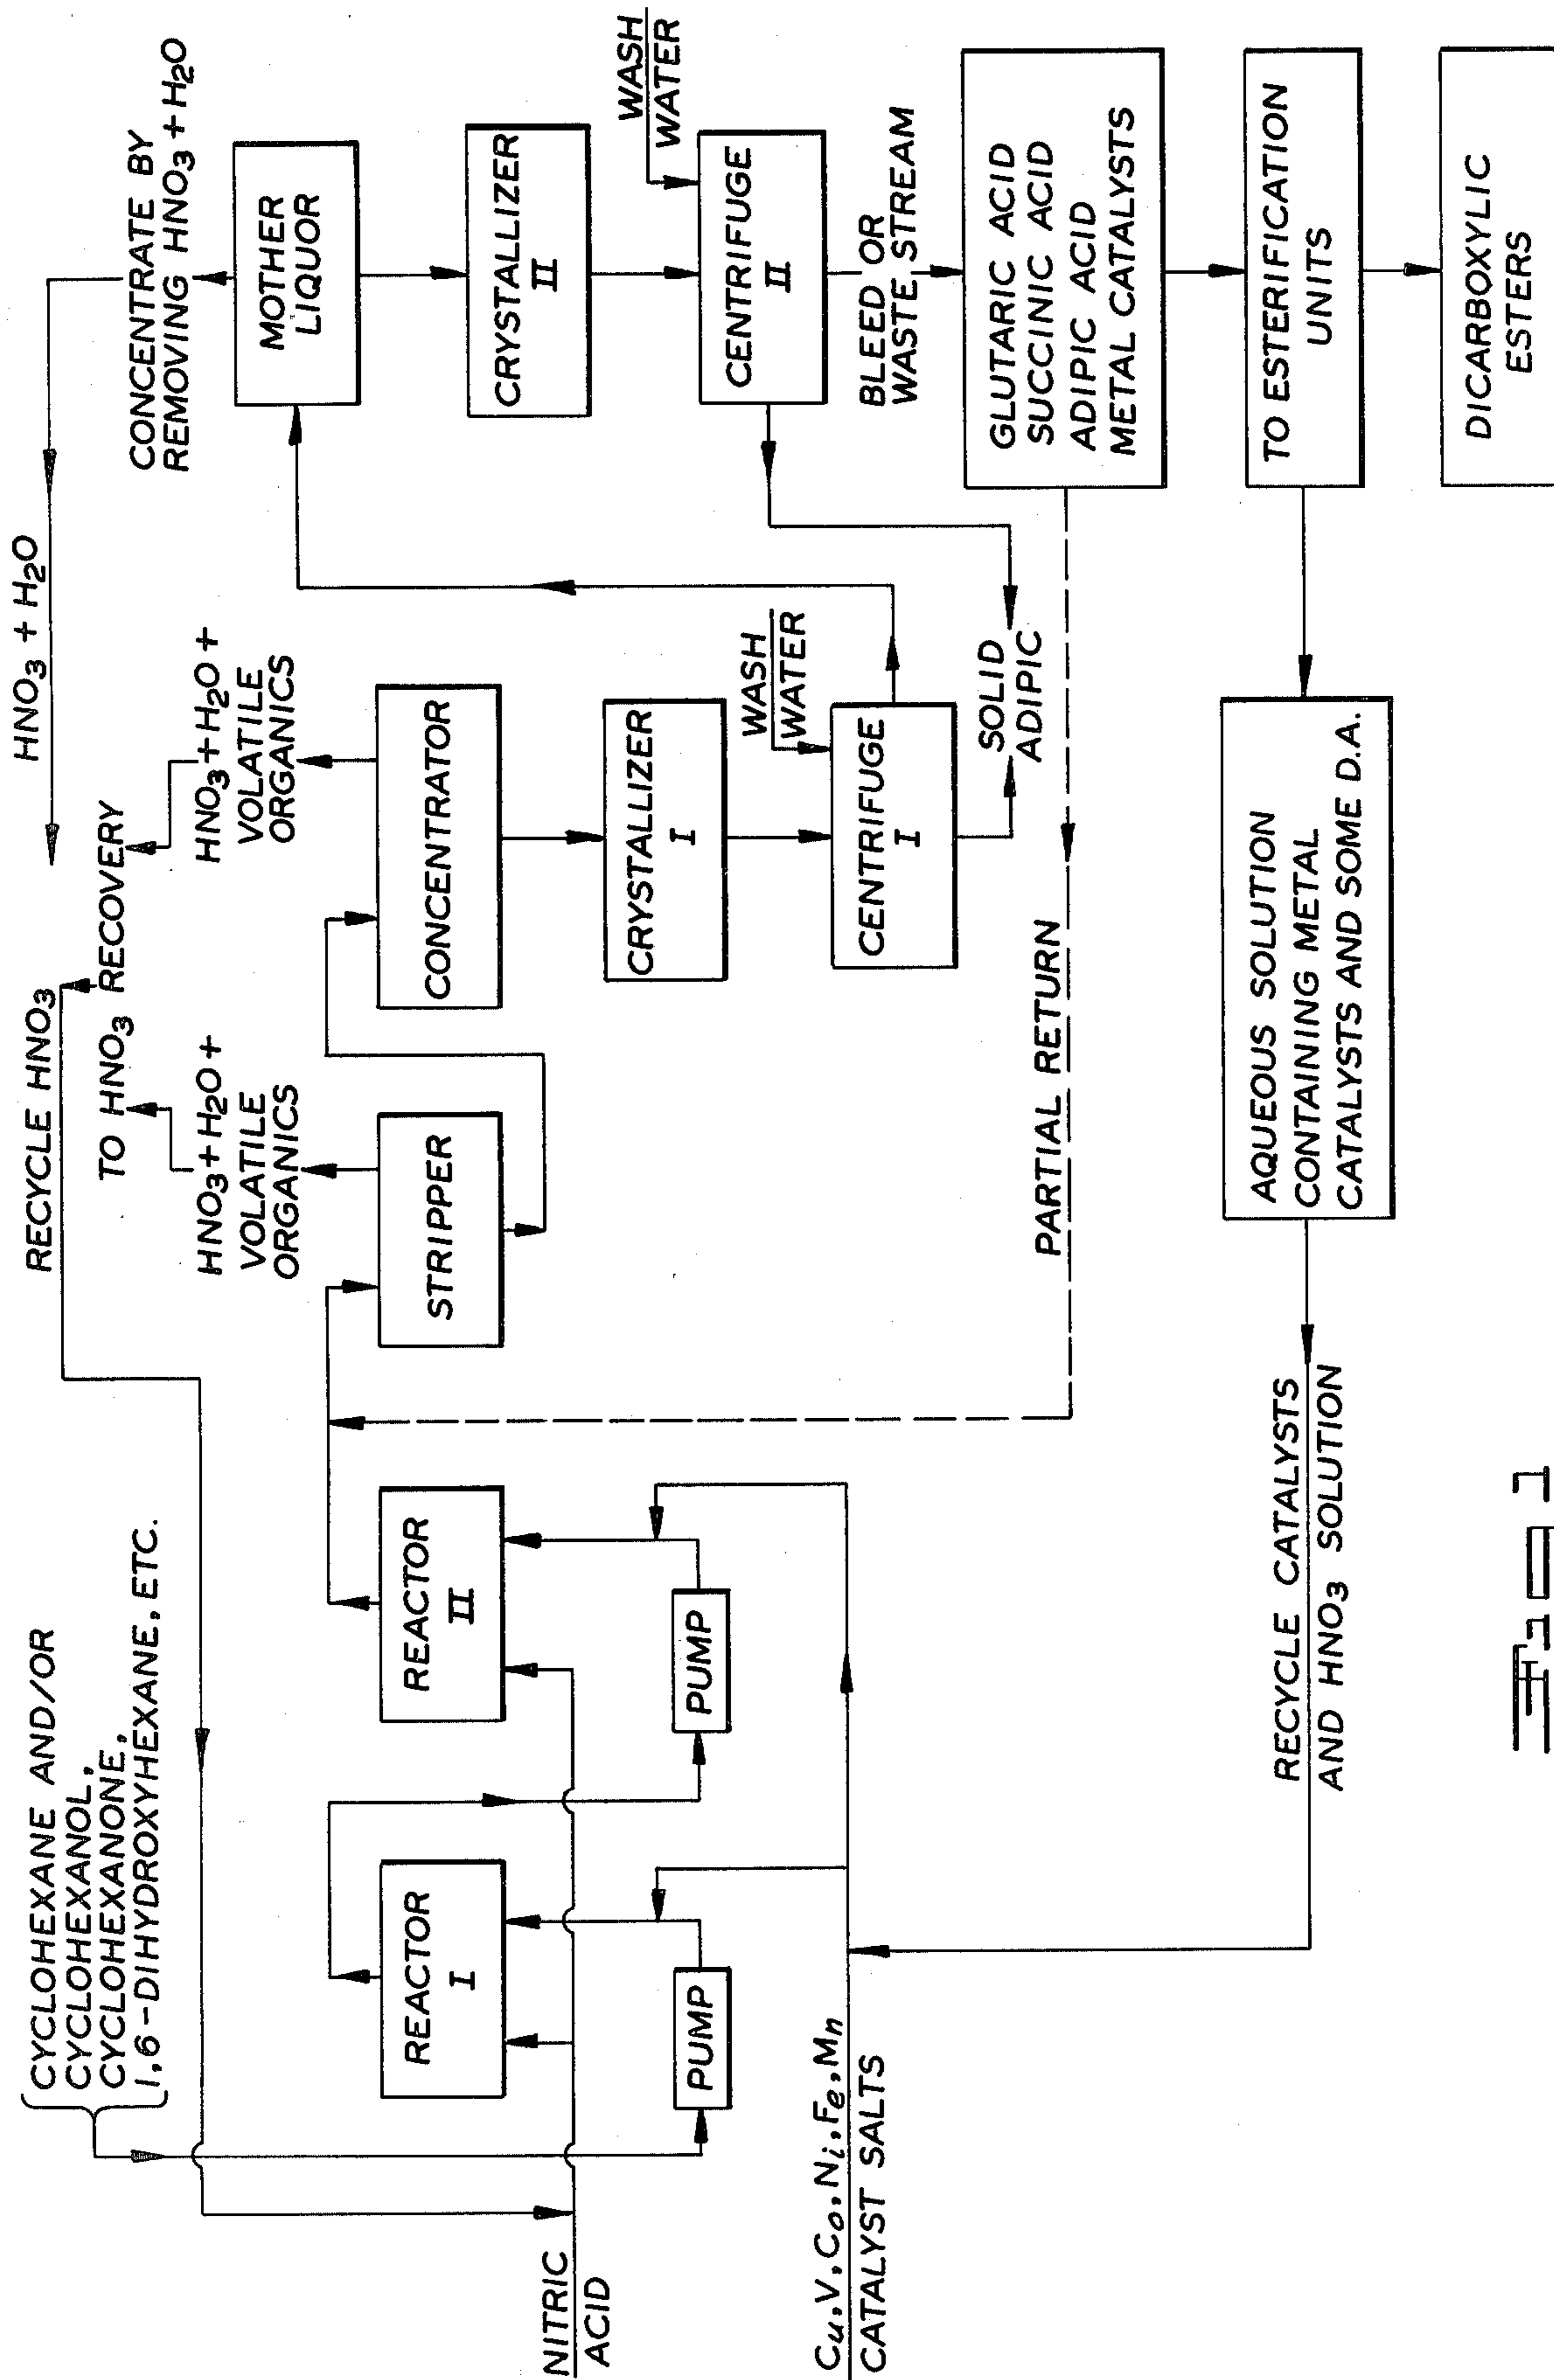 CYCLOHEXANE AND/OR
CYCLOHEXANOL,
CYCLOHEXANONE,
1,6-DIHYDROXYHEXANE, ETC.
RECYCLE HNO3
HNO3 + H2O
TO HNO3 RECOVERY
HNO3+H2O+
VOLATILE
ORGANICS
HNO3+H2O+
VOLATILE
ORGANICS
CONCENTRATE BY
REMOVING HNO3+H2O
REACTOR
I
REACTOR
II
STRIPPER
CONCENTRATOR
MOTHER
LIQUOR
NITRIC
ACID
PUMP
PUMP
CRYSTALLIZER
I
CRYSTALLIZER
II
WASH
WATER
WASH
WATER
Cu,V,Co,Ni,Fe,Mn
CATALYST SALTS
CENTRIFUGE
I
CENTRIFUGE
II
SOLID
ADIPIC
BLEED OR
WASTE STREAM
PARTIAL RETURN
GLUTARIC ACID
SUCCINIC ACID
ADIPIC ACID
METAL CATALYSTS
RECYCLE CATALYSTS
AND HNO3 SOLUTION
AQUEOUS SOLUTION
CONTAINING METAL
CATALYSTS AND SOME D.A.
TO ESTERIFICATION
UNITS
DICARBOXYLIC
ESTERS